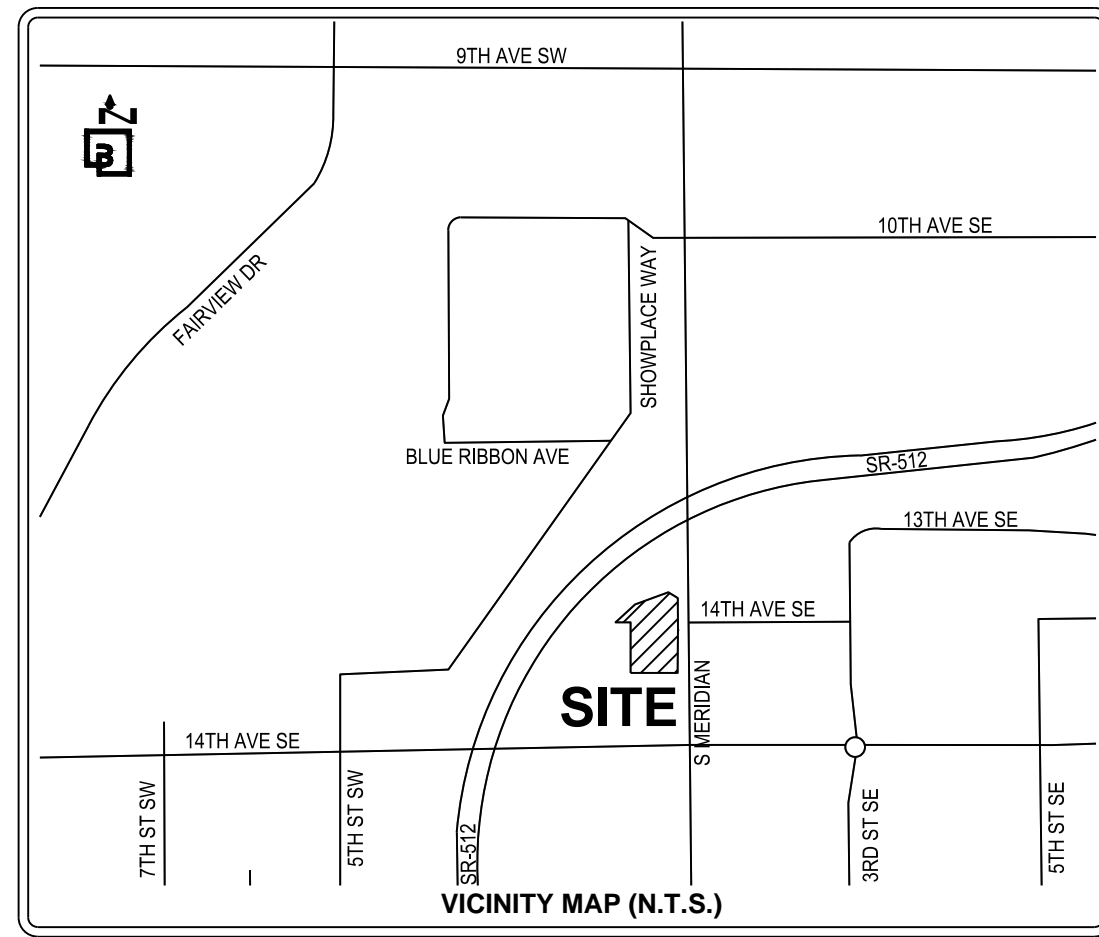 9TH AVE SW
N
10TH AVE SE
FAIRVIEW DR
SHOWPLACE WAY
BLUE RIBBON AVE
SR-512
13TH AVE SE
14TH AVE SE
SITE
S MERIDIAN
14TH AVE SE
7TH ST SW
5TH ST SW
SR-512
3RD ST SE
5TH ST SE
VICINITY MAP (N.T.S.)